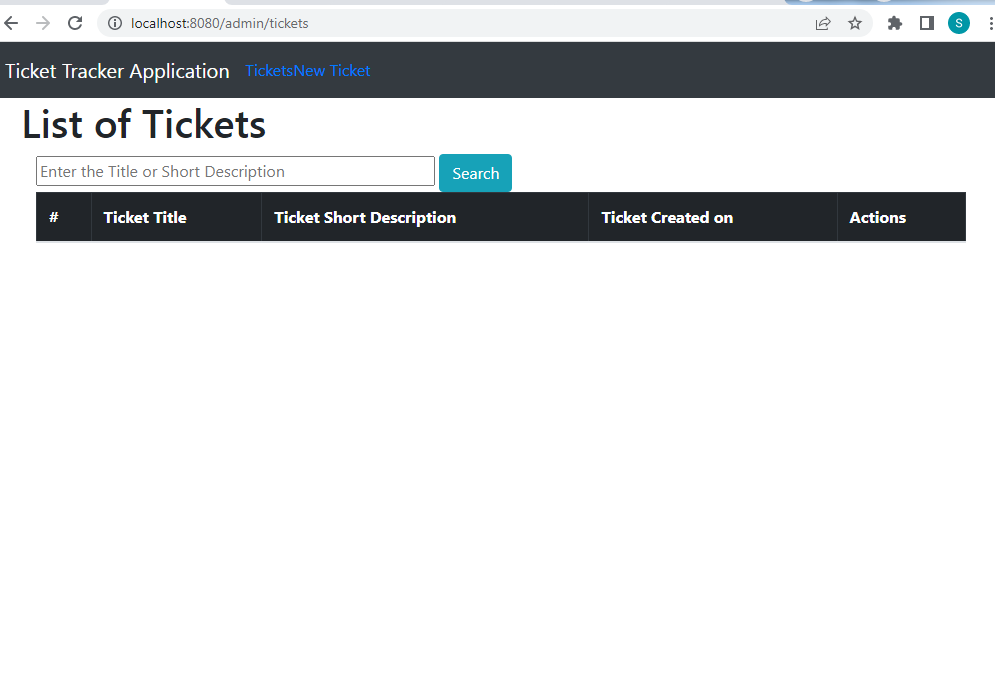 localhost:8080/admin/tickets
S
Ticket Tracker Application TicketsNew Ticket
List of Tickets
Enter the Title or Short Description Search
# Ticket Title Ticket Short Description Ticket Created on Actions